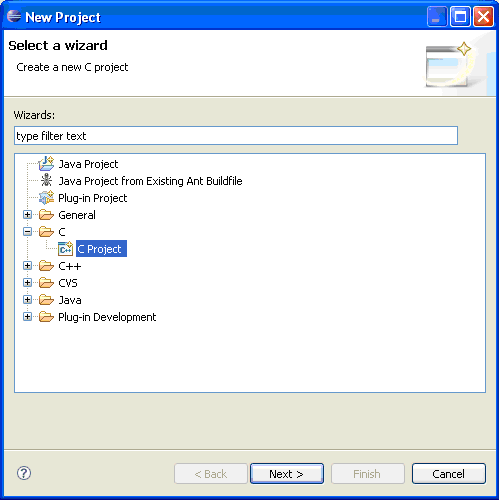 New Project
Select a wizard
Create a new C project
Wizards:
type filter text
Java Project
Java Project from Existing Ant Buildfile
Plug-in Project
General
C
C Project
C++
CVS
Java
Plug-in Development
< Back
Next >
Finish
Cancel